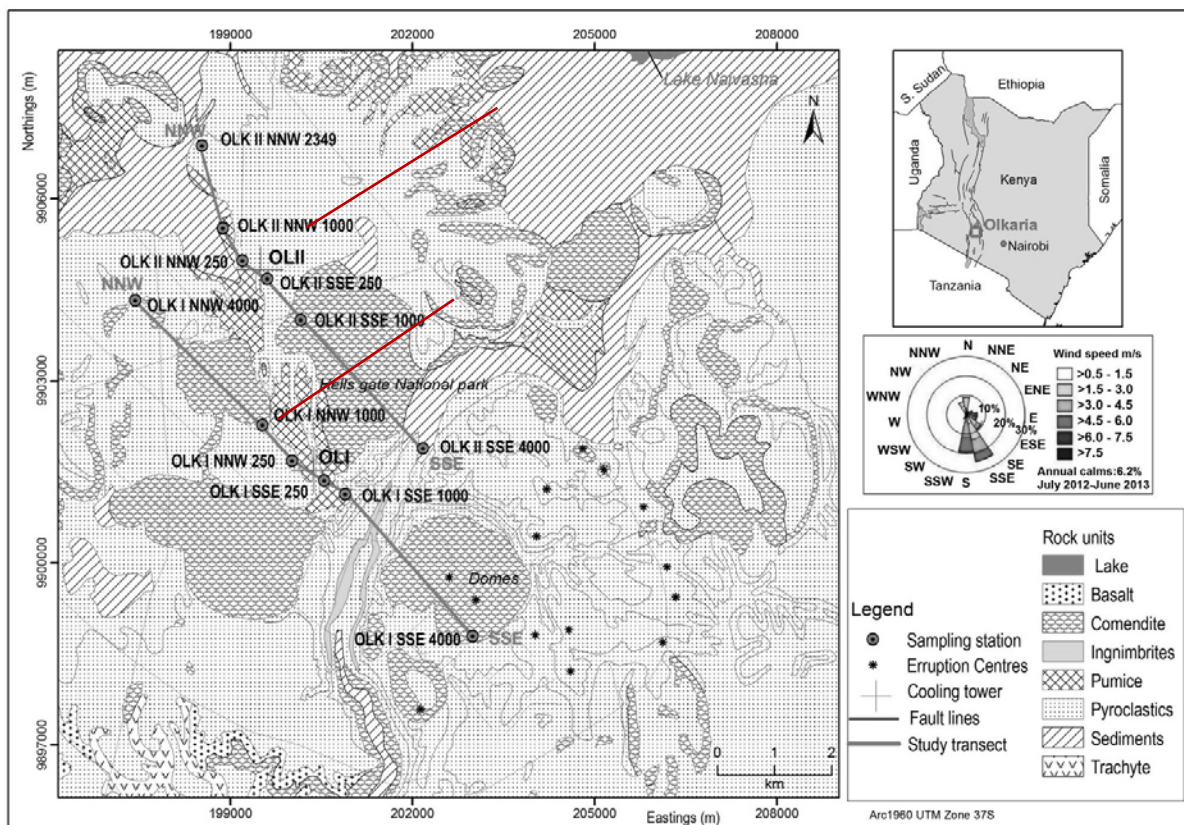 199000
202000
205000
208000
Northings (m)
9906000
9903000
9900000
9897000
Lake Naivasha
N
NNW
OLK II NNW 2349
OLK II NNW 1000
OLK II NNW 250
OLII
NNW
OLK II SSE 250
OLK I NNW 4000
OLK II SSE 1000
Hells gate National park
OLK I NNW 1000
OLK II SSE 4000
SSE
OLK I NNW 250
OLI
OLK I SSE 250
OLK I SSE 1000
Domes
OLK I SSE 4000
SSE
0 1 2
km
199000
202000
205000
208000
Eastings (m)
S. Sudan
Ethiopia
Uganda
Kenya
Somalia
Olkaria
Nairobi
Tanzania
N
NNE
NE
ENE
E
ESE
SE
SSE
S
SSW
SW
WSW
W
WNW
NW
NNW
10%
20%
30%
Wind speed m/s
>0.5 - 1.5
>1.5 - 3.0
>3.0 - 4.5
>4.5 - 6.0
>6.0 - 7.5
>7.5
Annual calms:6.2%
July 2012-June 2013
Legend
Sampling station
Erruption Centres
Cooling tower
Fault lines
Study transect
Rock units
Lake
Basalt
Comendite
Ingnimbrites
Pumice
Pyroclastics
Sediments
Trachyte
Arc1960 UTM Zone 37S